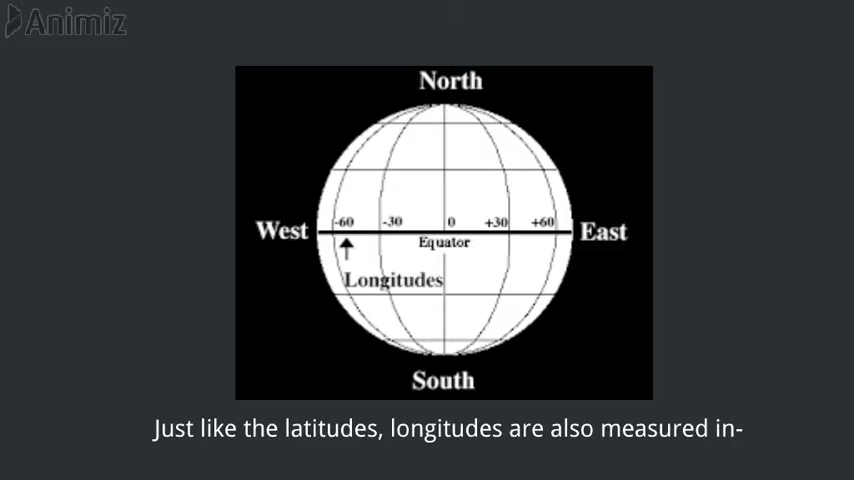 Animiz
North
West
-60
-30
0
+30
+60
East
Equator
Longitudes
South
Just like the latitudes, longitudes are also measured in-